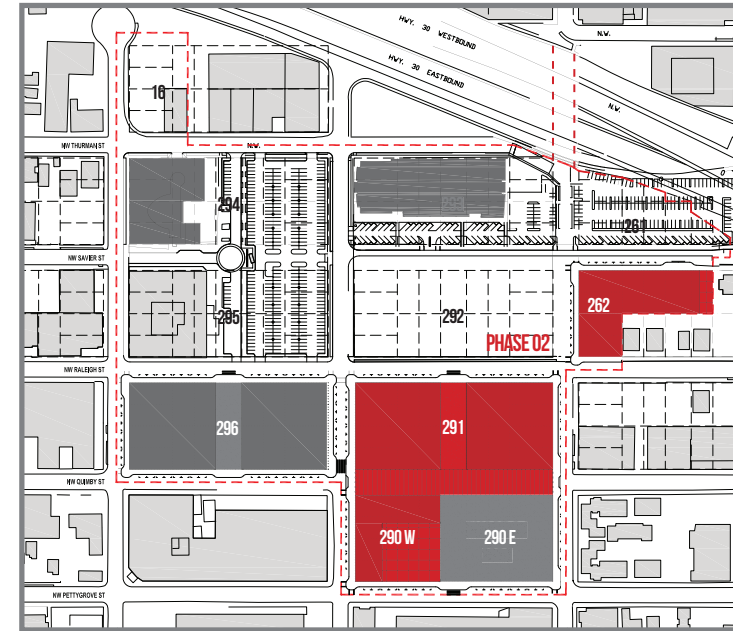 HWY. 30 WESTBOUND
N.W.
HWY. 30 EASTBOUND
16
N.W.
NW THURMAN ST
N.W.
294
293
261
NW SAVIER ST
262
295
292
PHASE 02
NW RALEIGH ST
296
291
NW QUIMBY ST
290 W
290 E
NW PETTYGROVE ST